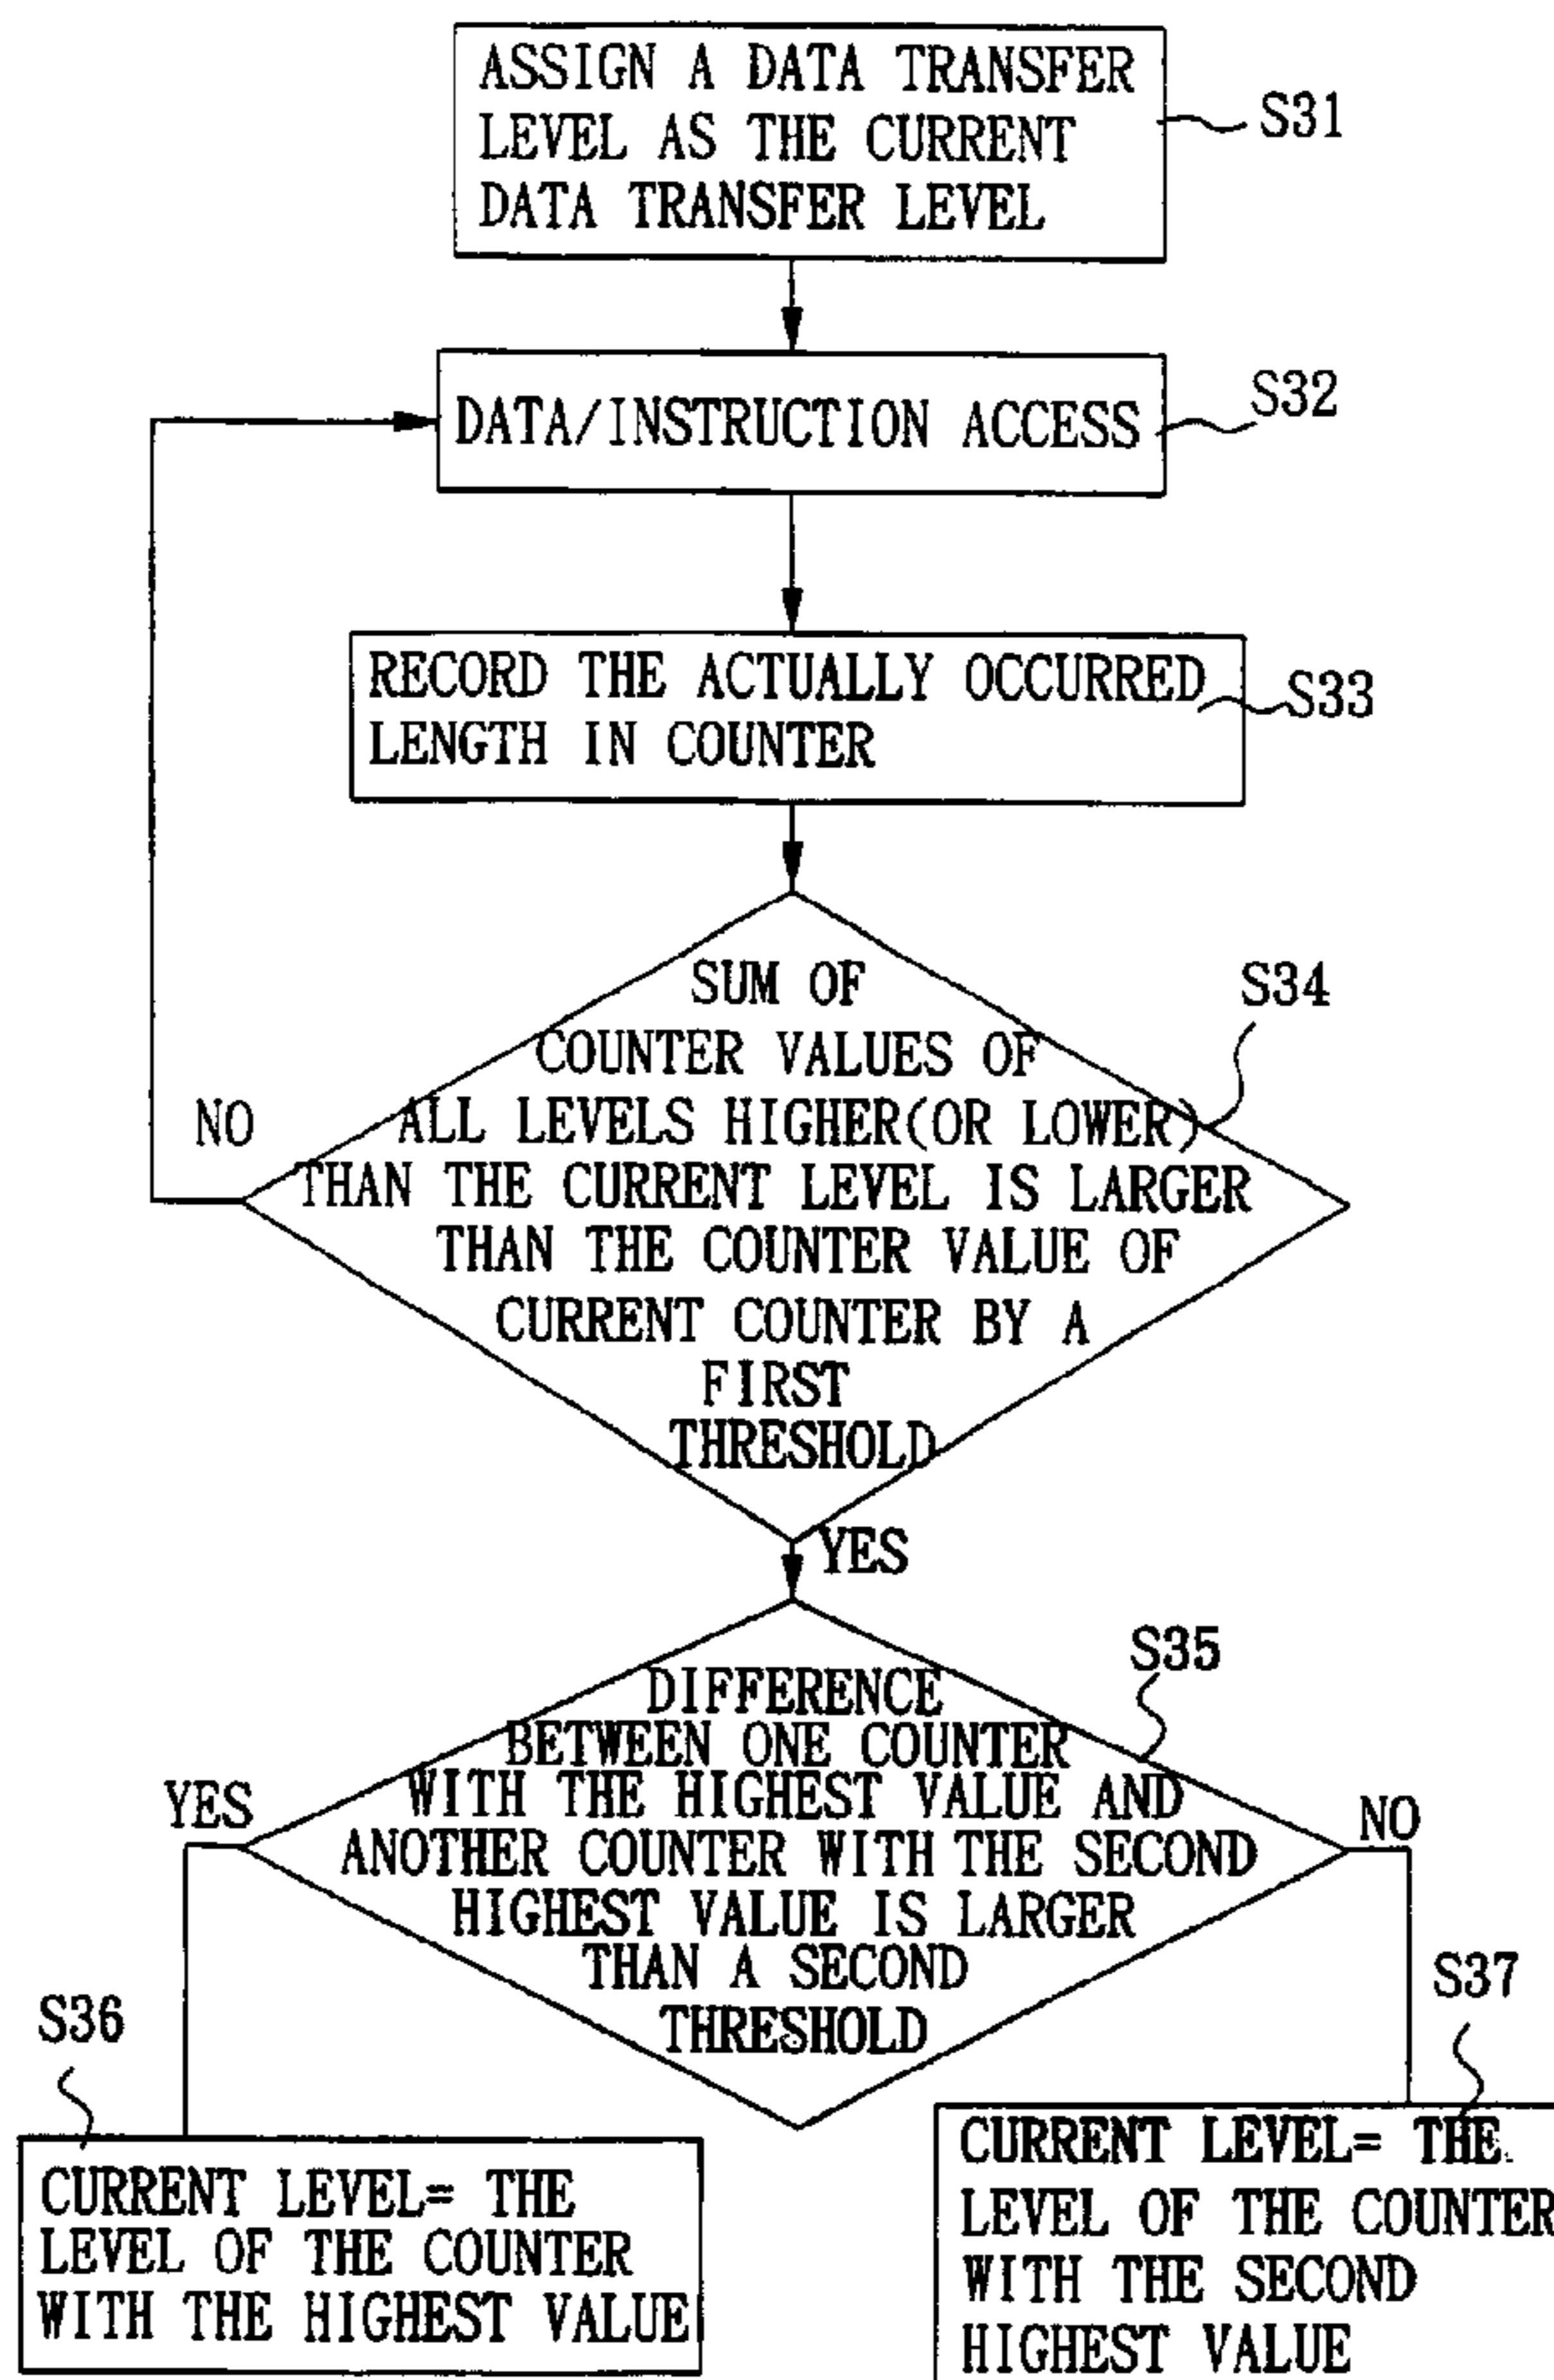 ASSIGN A DATA TRANSFER
LEVEL AS THE CURRENT
DATA TRANSFER LEVEL
S31
DATA/INSTRUCTION ACCESS
S32
RECORD THE ACTUALLY OCCURRED
LENGTH IN COUNTER
S33
SUM OF
COUNTER VALUES OF
ALL LEVELS HIGHER(OR LOWER)
THAN THE CURRENT LEVEL IS LARGER
THAN THE COUNTER VALUE OF
CURRENT COUNTER BY A
FIRST
THRESHOLD
S34
NO
YES
DIFFERENCE
BETWEEN ONE COUNTER
WITH THE HIGHEST VALUE AND
ANOTHER COUNTER WITH THE SECOND
HIGHEST VALUE IS LARGER
THAN A SECOND
THRESHOLD
S35
YES
NO
S36
CURRENT LEVEL= THE
LEVEL OF THE COUNTER
WITH THE HIGHEST VALUE
S37
CURRENT LEVEL= THE
LEVEL OF THE COUNTER
WITH THE SECOND
HIGHEST VALUE